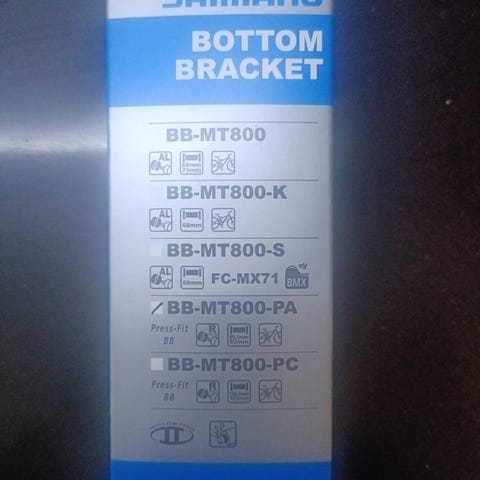 SHIMANO
BOTTOM
BRACKET
BB-MT800
AL 68mm 73mm
BB-MT800-K
AL 68mm
BB-MT800-S
AL 68mm FC-MX71 BMX
BB-MT800-PA
Press-Fit
BB
R
BB-MT800-PC
Press-Fit
BB
R